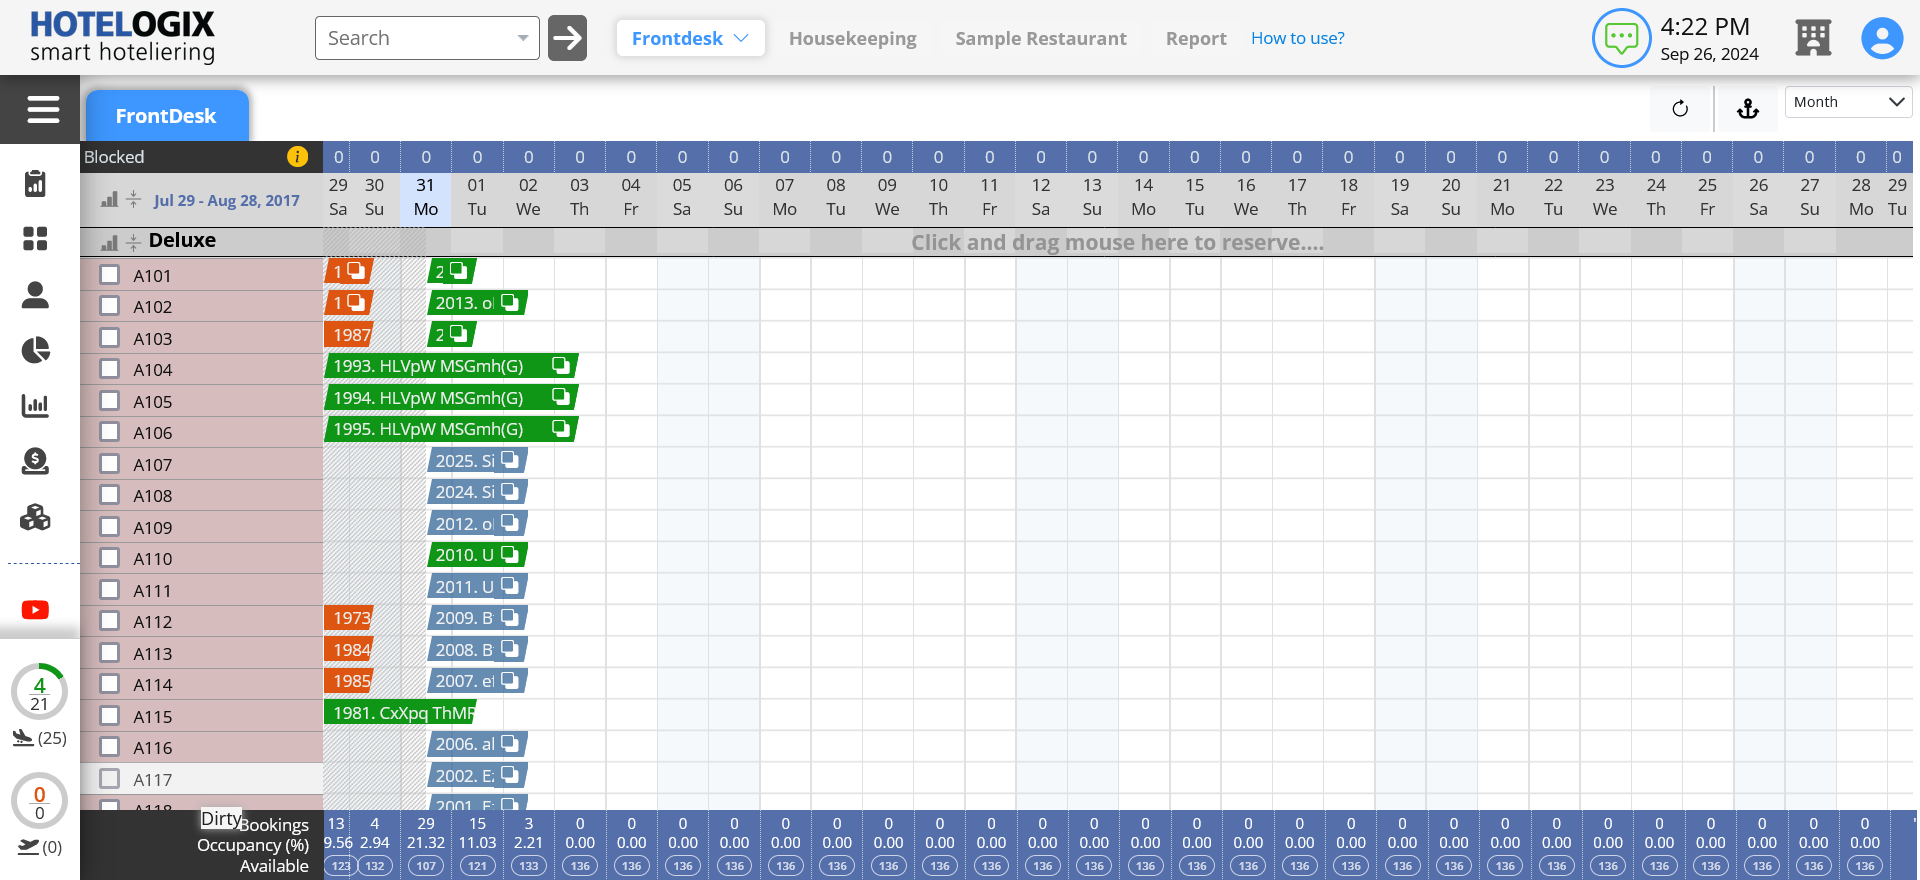 HOTELOGIX
smart hoteliering
Search
Frontdesk
Housekeeping
Sample Restaurant
Report
How to use?
4:22 PM
Sep 26, 2024
FrontDesk
Month
Blocked 0 0 0 0 0 0 0 0 0 0 0 0 0 0 0 0 0 0 0 0 0 0 0 0 0 0 0 0 0 0 0 0
Jul 29 - Aug 28, 2017
29 30 31 01 02 03 04 05 06 07 08 09 10 11 12 13 14 15 16 17 18 19 20 21 22 23 24 25 26 27 28 29
Sa Su Mo Tu We Th Fr Sa Su Mo Tu We Th Fr Sa Su Mo Tu We Th Fr Sa Su Mo Tu We Th Fr Sa Su Mo Tu
Deluxe
Click and drag mouse here to reserve....
A101 1 2
A102 1 2013. o
A103 1987 2
A104 1993. HLVpW MSGmh(G)
A105 1994. HLVpW MSGmh(G)
A106 1995. HLVpW MSGmh(G)
A107 2025. Si
A108 2024. Si
A109 2012. o
A110 2010. U
A111 2011. U
A112 1973 2009. B
A113 1984 2008. B
A114 1985 2007. ef
A115 1981. CxXpq ThMR
A116 2006. al
A117 2002. E
A118 2001. E
4
21
(25)
0
0
(0)
Dirty
Bookings 13 4 29 15 3 0 0 0 0 0 0 0 0 0 0 0 0 0 0 0 0 0 0 0 0 0 0 0 0 0 0
Occupancy (%) 9.56 2.94 21.32 11.03 2.21 0.00 0.00 0.00 0.00 0.00 0.00 0.00 0.00 0.00 0.00 0.00 0.00 0.00 0.00 0.00 0.00 0.00 0.00 0.00 0.00 0.00 0.00 0.00 0.00 0.00 0.00
Available 123 132 107 121 133 136 136 136 136 136 136 136 136 136 136 136 136 136 136 136 136 136 136 136 136 136 136 136 136 136 136